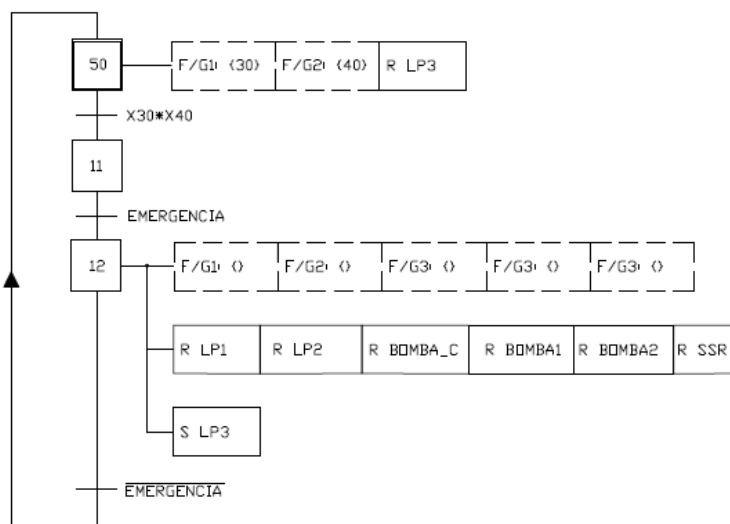 50 F/G1: {30} F/G2: {40} R LP3
X30*X40
11
EMERGENCIA
12 F/G1: {} F/G2: {} F/G3: {} F/G3: {} F/G3: {}
R LP1 R LP2 R BOMBA_C R BOMBA1 R BOMBA2 R SSR
S LP3
EMERGENCIA